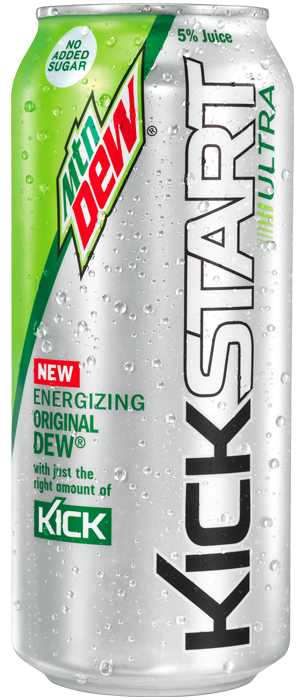 NO
ADDED
SUGAR
5% Juice
Mtn
DEW®
KICKSTART
ULTRA
NEW
ENERGIZING
ORIGINAL
DEW®
with just the
right amount of
KICK